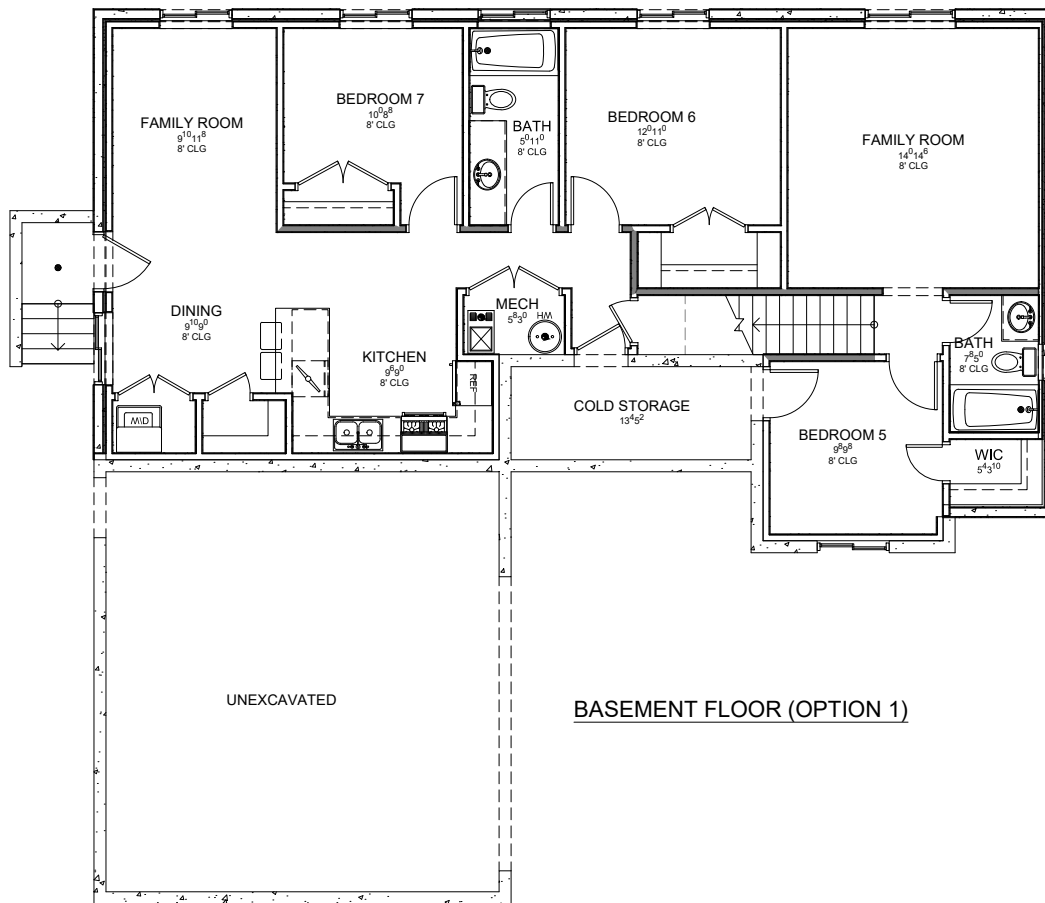 FAMILY ROOM
9¹⁰11⁸
8' CLG
BEDROOM 7
10⁰8⁸
8' CLG
BATH
5⁰11⁰
8' CLG
BEDROOM 6
12⁰11⁰
8' CLG
FAMILY ROOM
14⁰14⁶
8' CLG
DINING
9¹⁰9⁰
8' CLG
MECH
5⁸3⁰
W/H
KITCHEN
9⁶9⁰
8' CLG
REF
W/D
COLD STORAGE
13⁴5²
BATH
7⁸5⁰
8' CLG
BEDROOM 5
9⁸9⁸
8' CLG
WIC
5⁴3¹⁰
UNEXCAVATED
BASEMENT FLOOR (OPTION 1)